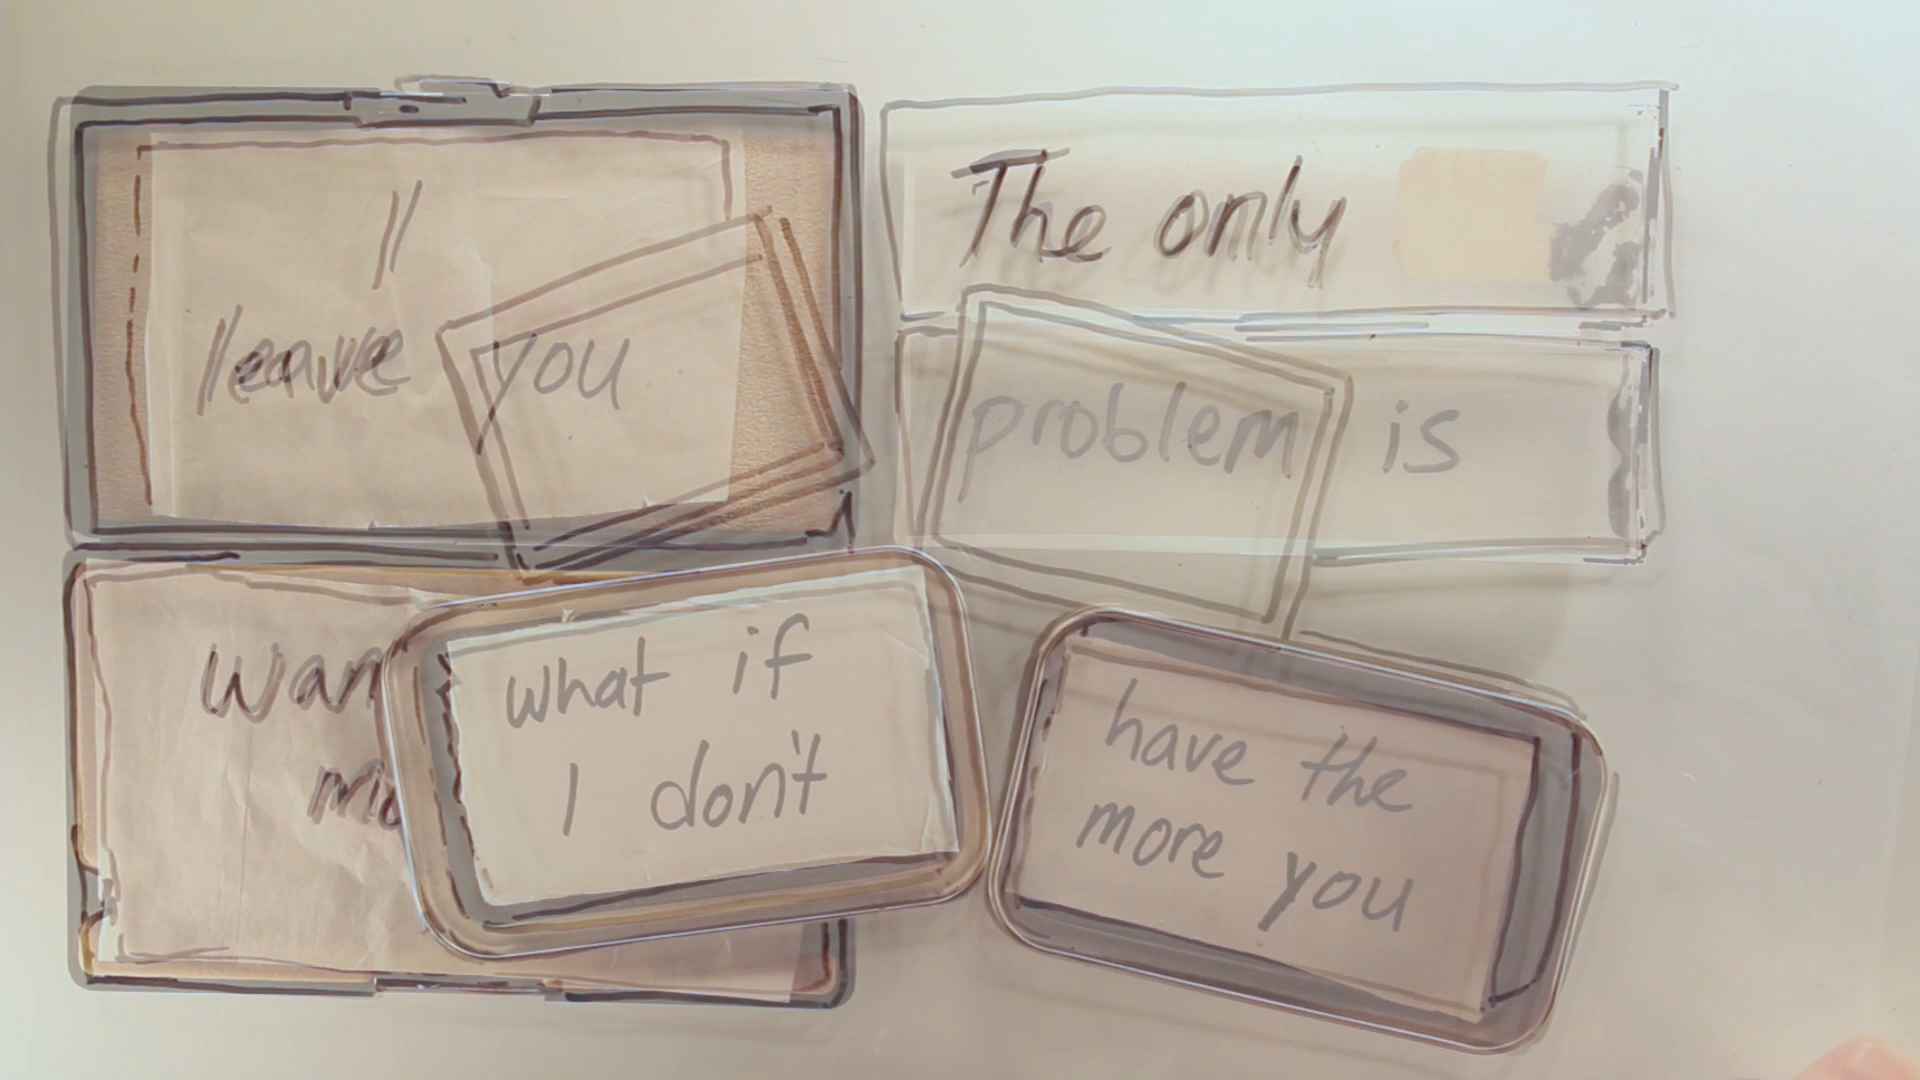 leave you
The only
problem is
what if
I don't
have the
more you